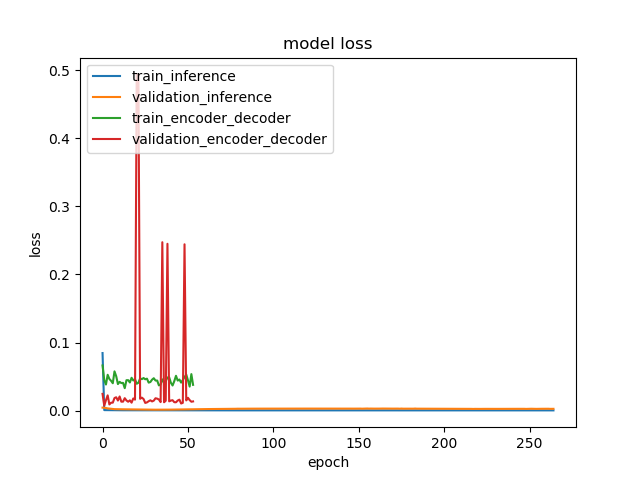 model loss
train_inference
validation_inference
train_encoder_decoder
validation_encoder_decoder
loss
0.5
0.4
0.3
0.2
0.1
0.0
0 50 100 150 200 250
epoch